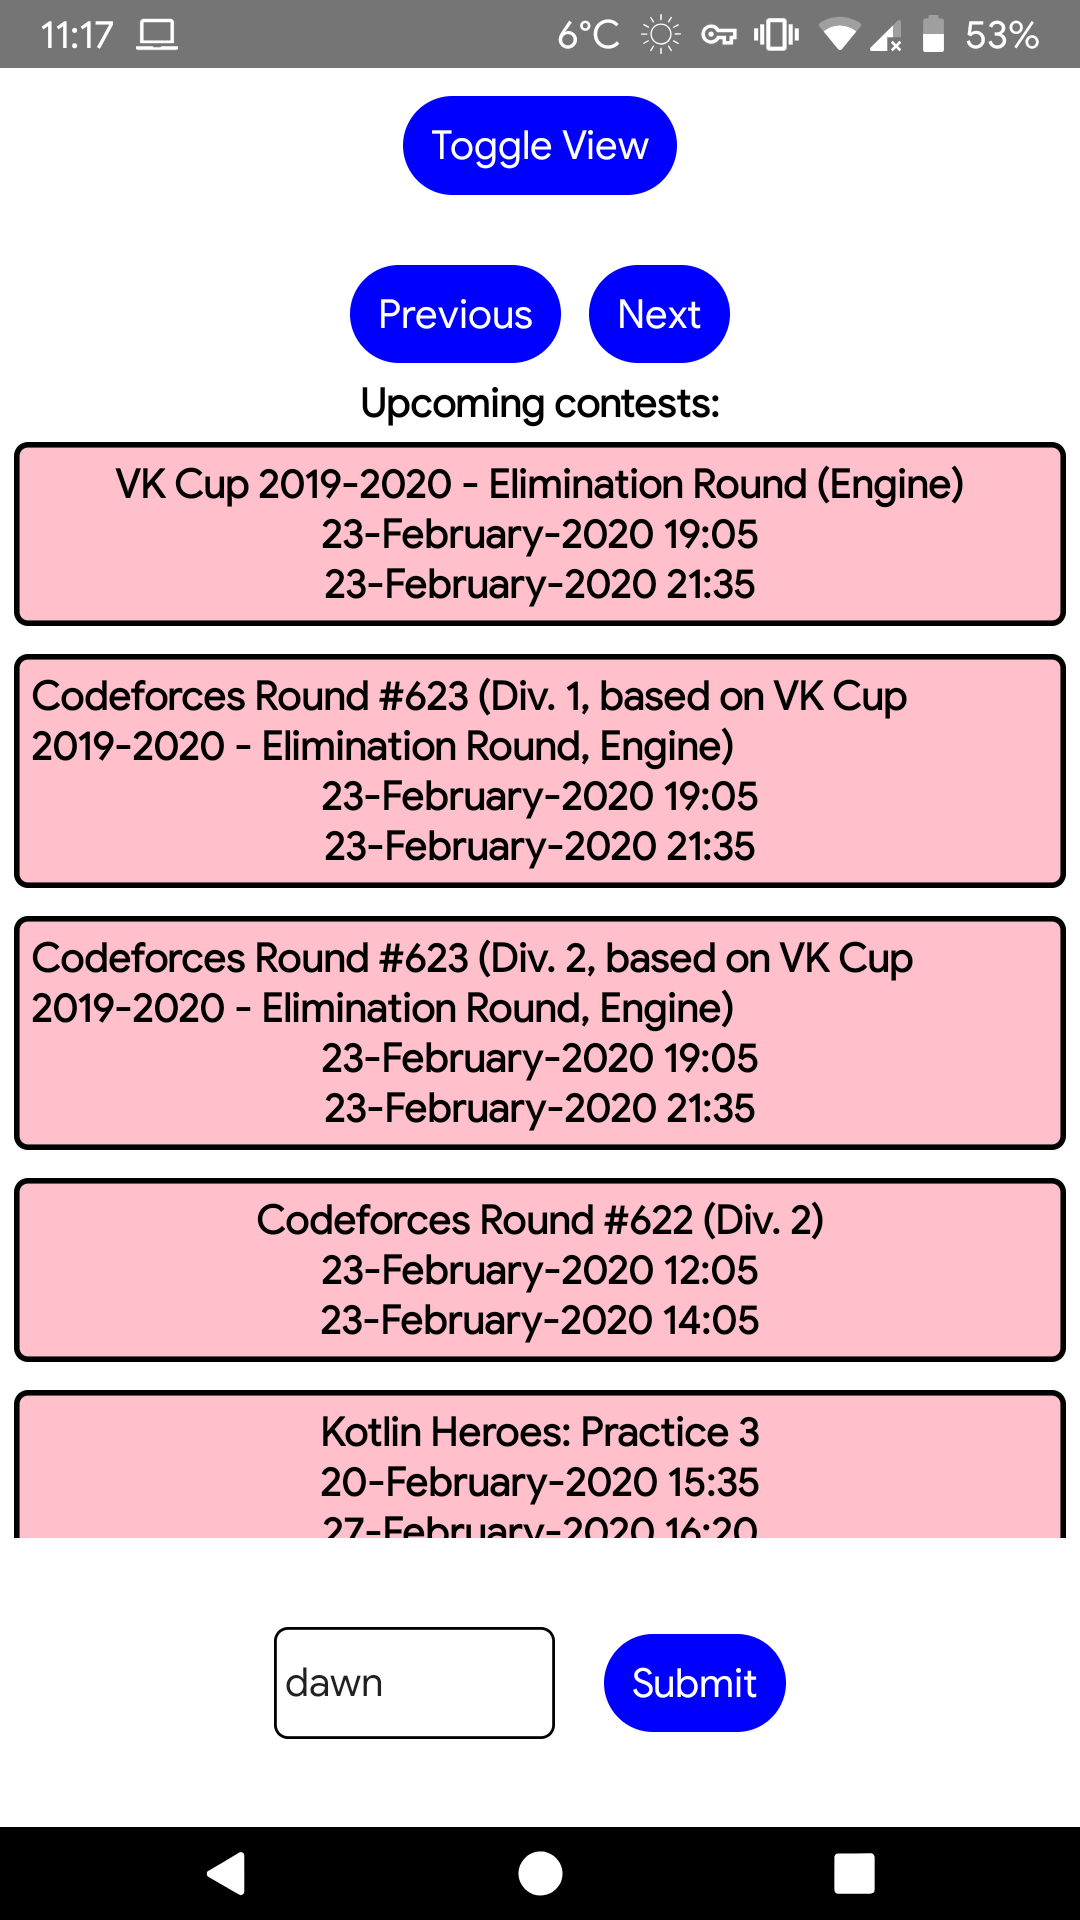 11:17 6°C 53%
Toggle View
Previous Next
Upcoming contests:
VK Cup 2019-2020 - Elimination Round (Engine)
23-February-2020 19:05
23-February-2020 21:35
Codeforces Round #623 (Div. 1, based on VK Cup
2019-2020 - Elimination Round, Engine)
23-February-2020 19:05
23-February-2020 21:35
Codeforces Round #623 (Div. 2, based on VK Cup
2019-2020 - Elimination Round, Engine)
23-February-2020 19:05
23-February-2020 21:35
Codeforces Round #622 (Div. 2)
23-February-2020 12:05
23-February-2020 14:05
Kotlin Heroes: Practice 3
20-February-2020 15:35
27-February-2020 16:20
dawn Submit